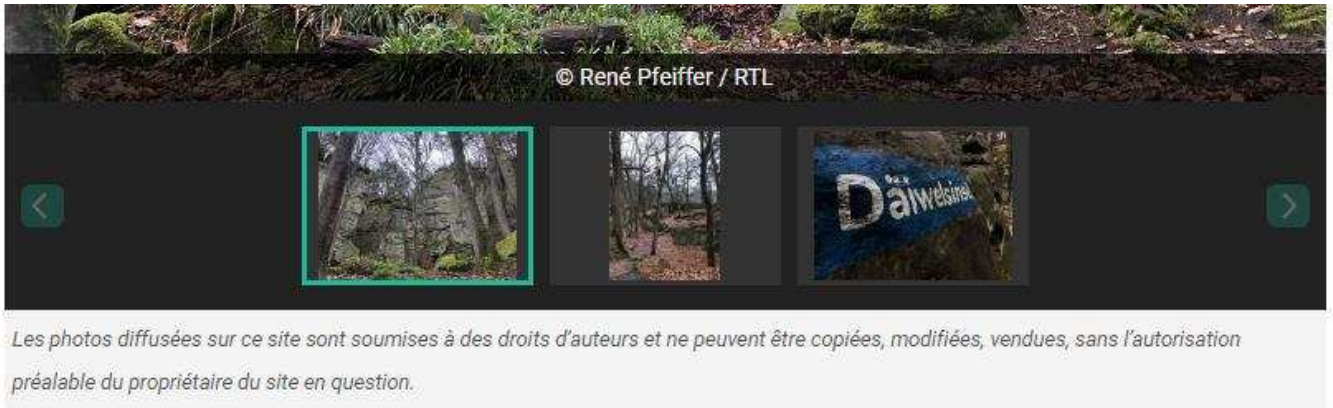 © René Pfeiffer / RTL
Däiwelsinsel
Les photos diffusées sur ce site sont soumises à des droits d'auteurs et ne peuvent être copiées, modifiées, vendues, sans l'autorisation
préalable du propriétaire du site en question.